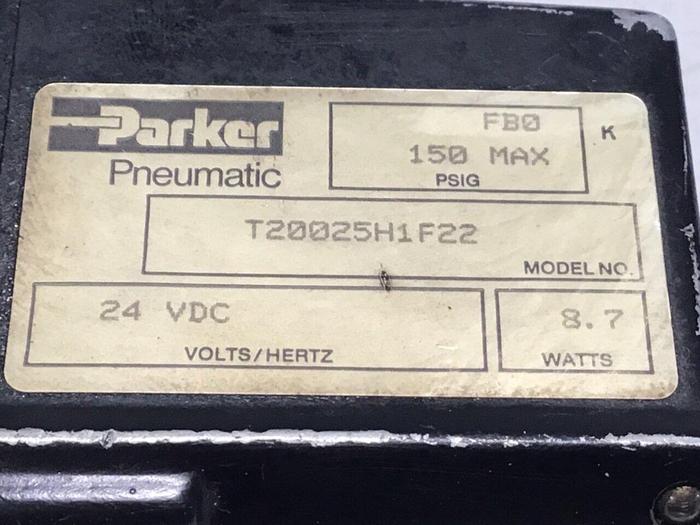 Parker
Pneumatic
FB0
150 MAX
PSIG
K
T20025H1F22
MODEL NO.
24 VDC
VOLTS/HERTZ
8.7
WATTS